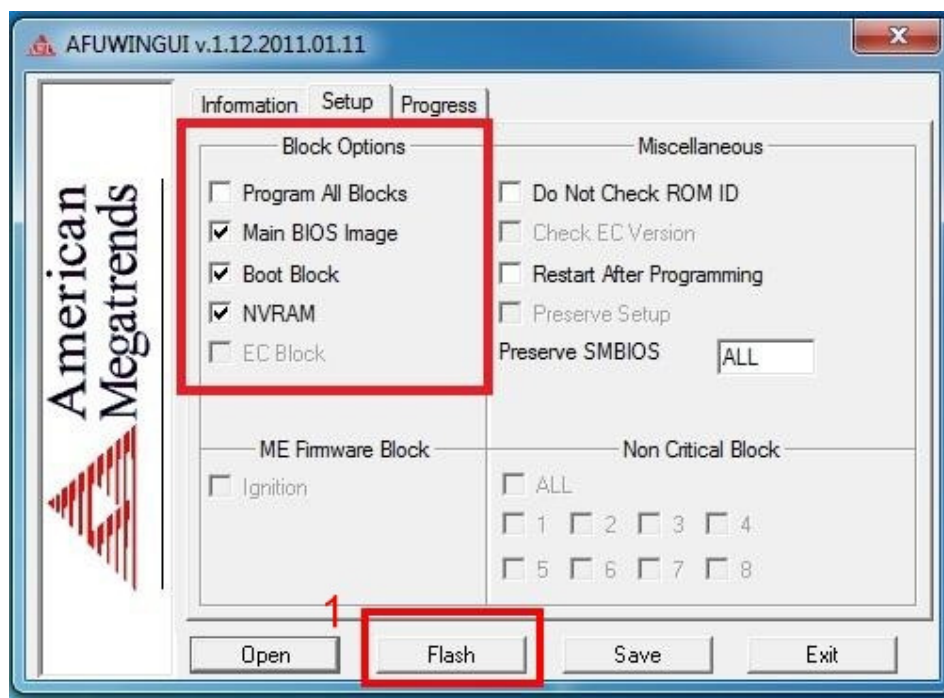 AFUWINGUI v.1.12.2011.01.11
American
Megatrends
Information Setup Progress
Block Options
Program All Blocks
Main BIOS Image
Boot Block
NVRAM
EC Block
Miscellaneous
Do Not Check ROM ID
Check EC Version
Restart After Programming
Preserve Setup
Preserve SMBIOS ALL
ME Firmware Block
Ignition
Non Critical Block
ALL
1 2 3 4
5 6 7 8
1
Open Flash Save Exit